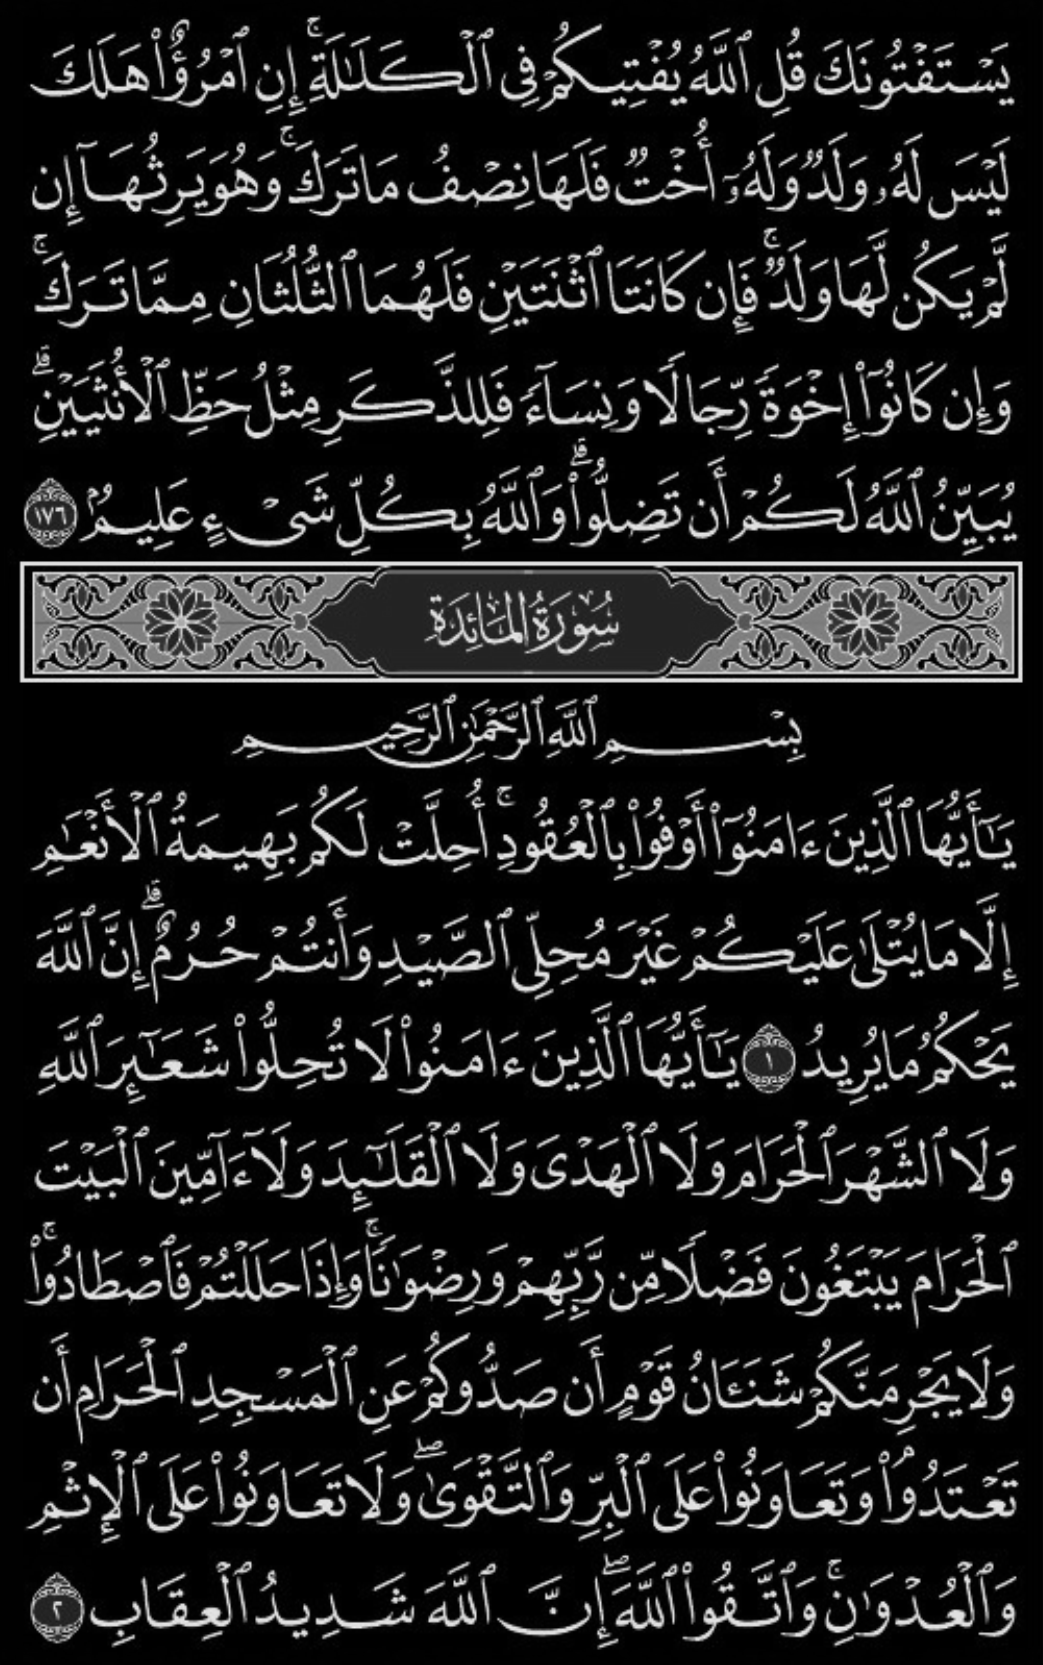 يَسْتَفْتُونَكَ قُلِ ٱللَّهُ يُفْتِيكُمْ فِى ٱلْكَلَـٰلَةِ ۚ إِنِ ٱمْرُؤٌا۟ هَلَكَ
لَيْسَ لَهُۥ وَلَدٌ وَلَهُۥٓ أُخْتٌ فَلَهَا نِصْفُ مَا تَرَكَ ۚ وَهُوَ يَرِثُهَآ إِن
لَّمْ يَكُن لَّهَا وَلَدٌ ۚ فَإِن كَانَتَا ٱثْنَتَيْنِ فَلَهُمَا ٱلثُّلُثَانِ مِمَّا تَرَكَ ۚ
وَإِن كَانُوٓا۟ إِخْوَةً رِّجَالًا وَنِسَآءً فَلِلذَّكَرِ مِثْلُ حَظِّ ٱلْأُنثَيَيْنِ ۗ
يُبَيِّنُ ٱللَّهُ لَكُمْ أَن تَضِلُّوا۟ ۗ وَٱللَّهُ بِكُلِّ شَىْءٍ عَلِيمٌۢ ١٧٦
سُورَةُ المَائِدَةِ
بِسْمِ ٱللَّهِ ٱلرَّحْمَـٰنِ ٱلرَّحِيمِ
يَـٰٓأَيُّهَا ٱلَّذِينَ ءَامَنُوٓا۟ أَوْفُوا۟ بِٱلْعُقُودِ ۚ أُحِلَّتْ لَكُم بَهِيمَةُ ٱلْأَنْعَـٰمِ
إِلَّا مَا يُتْلَىٰ عَلَيْكُمْ غَيْرَ مُحِلِّى ٱلصَّيْدِ وَأَنتُمْ حُرُمٌ ۗ إِنَّ ٱللَّهَ
يَحْكُمُ مَا يُرِيدُ ١ يَـٰٓأَيُّهَا ٱلَّذِينَ ءَامَنُوا۟ لَا تُحِلُّوا۟ شَعَـٰٓئِرَ ٱللَّهِ
وَلَا ٱلشَّهْرَ ٱلْحَرَامَ وَلَا ٱلْهَدْىَ وَلَا ٱلْقَلَـٰٓئِدَ وَلَآ ءَآمِّينَ ٱلْبَيْتَ
ٱلْحَرَامَ يَبْتَغُونَ فَضْلًا مِّن رَّبِّهِمْ وَرِضْوَٰنًا ۚ وَإِذَا حَلَلْتُمْ فَٱصْطَادُوا۟ ۚ
وَلَا يَجْرِمَنَّكُمْ شَنَـَٔانُ قَوْمٍ أَن صَدُّوكُمْ عَنِ ٱلْمَسْجِدِ ٱلْحَرَامِ أَن
تَعْتَدُوا۟ ۘ وَتَعَاوَنُوا۟ عَلَى ٱلْبِرِّ وَٱلتَّقْوَىٰ ۖ وَلَا تَعَاوَنُوا۟ عَلَى ٱلْإِثْمِ
وَٱلْعُدْوَٰنِ ۚ وَٱتَّقُوا۟ ٱللَّهَ ۖ إِنَّ ٱللَّهَ شَدِيدُ ٱلْعِقَابِ ٢